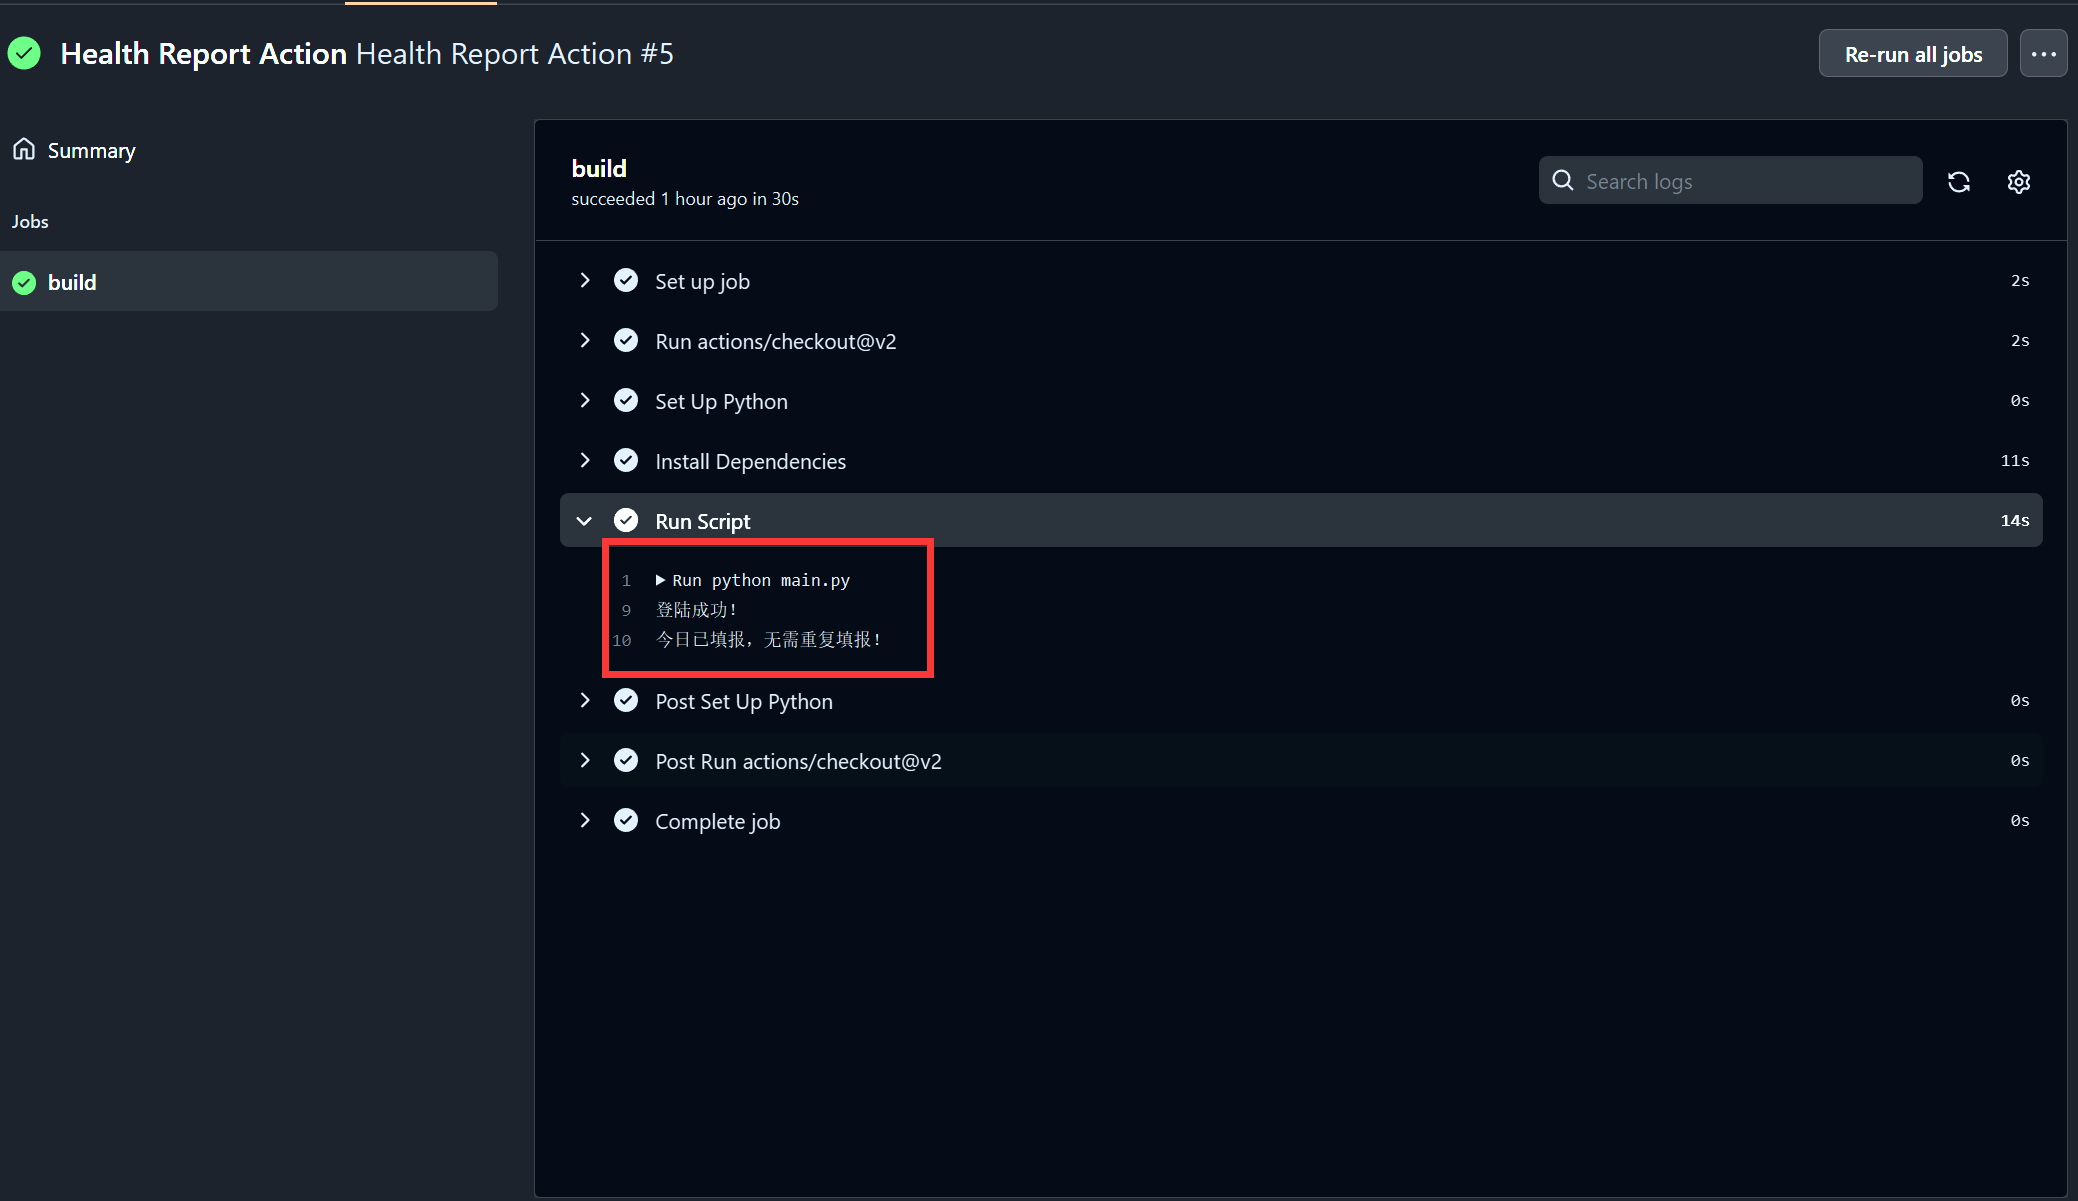 Health Report Action Health Report Action #5
Re-run all jobs
Summary
Jobs
build
build
succeeded 1 hour ago in 30s
Search logs
Set up job 2s
Run actions/checkout@v2 2s
Set Up Python 0s
Install Dependencies 11s
Run Script 14s
1 Run python main.py
9 登陆成功!
10 今日已填报，无需重复填报!
Post Set Up Python 0s
Post Run actions/checkout@v2 0s
Complete job 0s